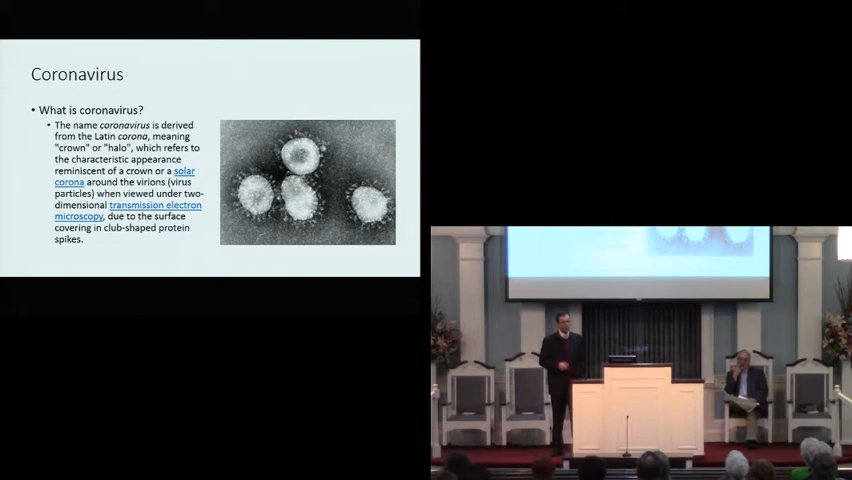 Coronavirus
• What is coronavirus?
• The name coronavirus is derived
from the Latin corona, meaning
"crown" or "halo", which refers to
the characteristic appearance
reminiscent of a crown or a solar
corona around the virions (virus
particles) when viewed under two-
dimensional transmission electron
microscopy, due to the surface
covering in club-shaped protein
spikes.